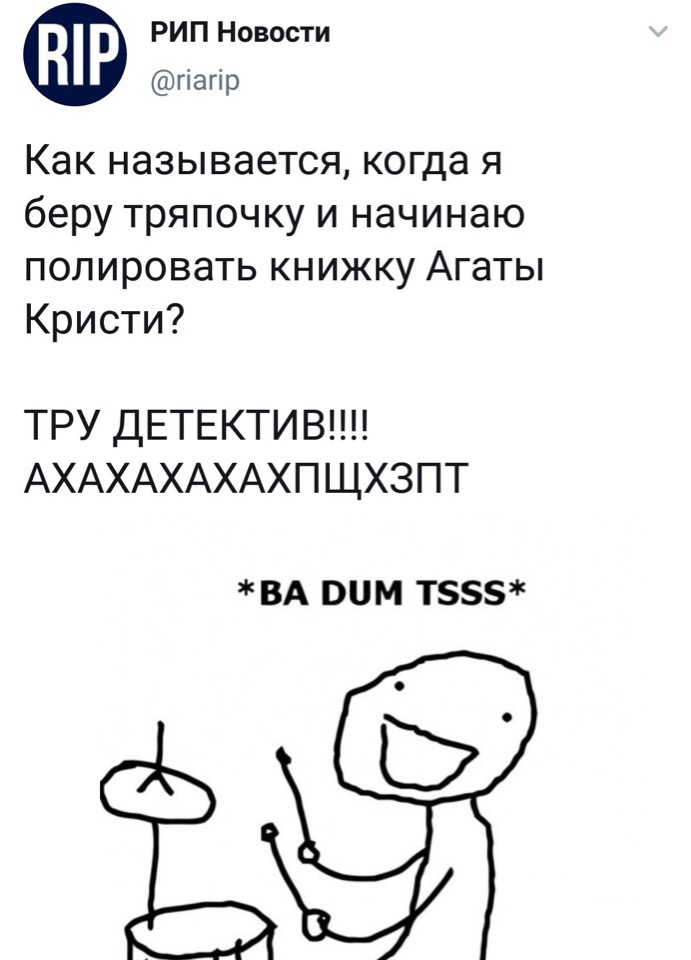 RIP
РИП Новости
@riarip
Как называется, когда я
беру тряпочку и начинаю
полировать книжку Агаты
Кристи?
ТРУ ДЕТЕКТИВ!!!!
АХАХАХАХАХПЩХЗПТ
*BA DUM TSSS*